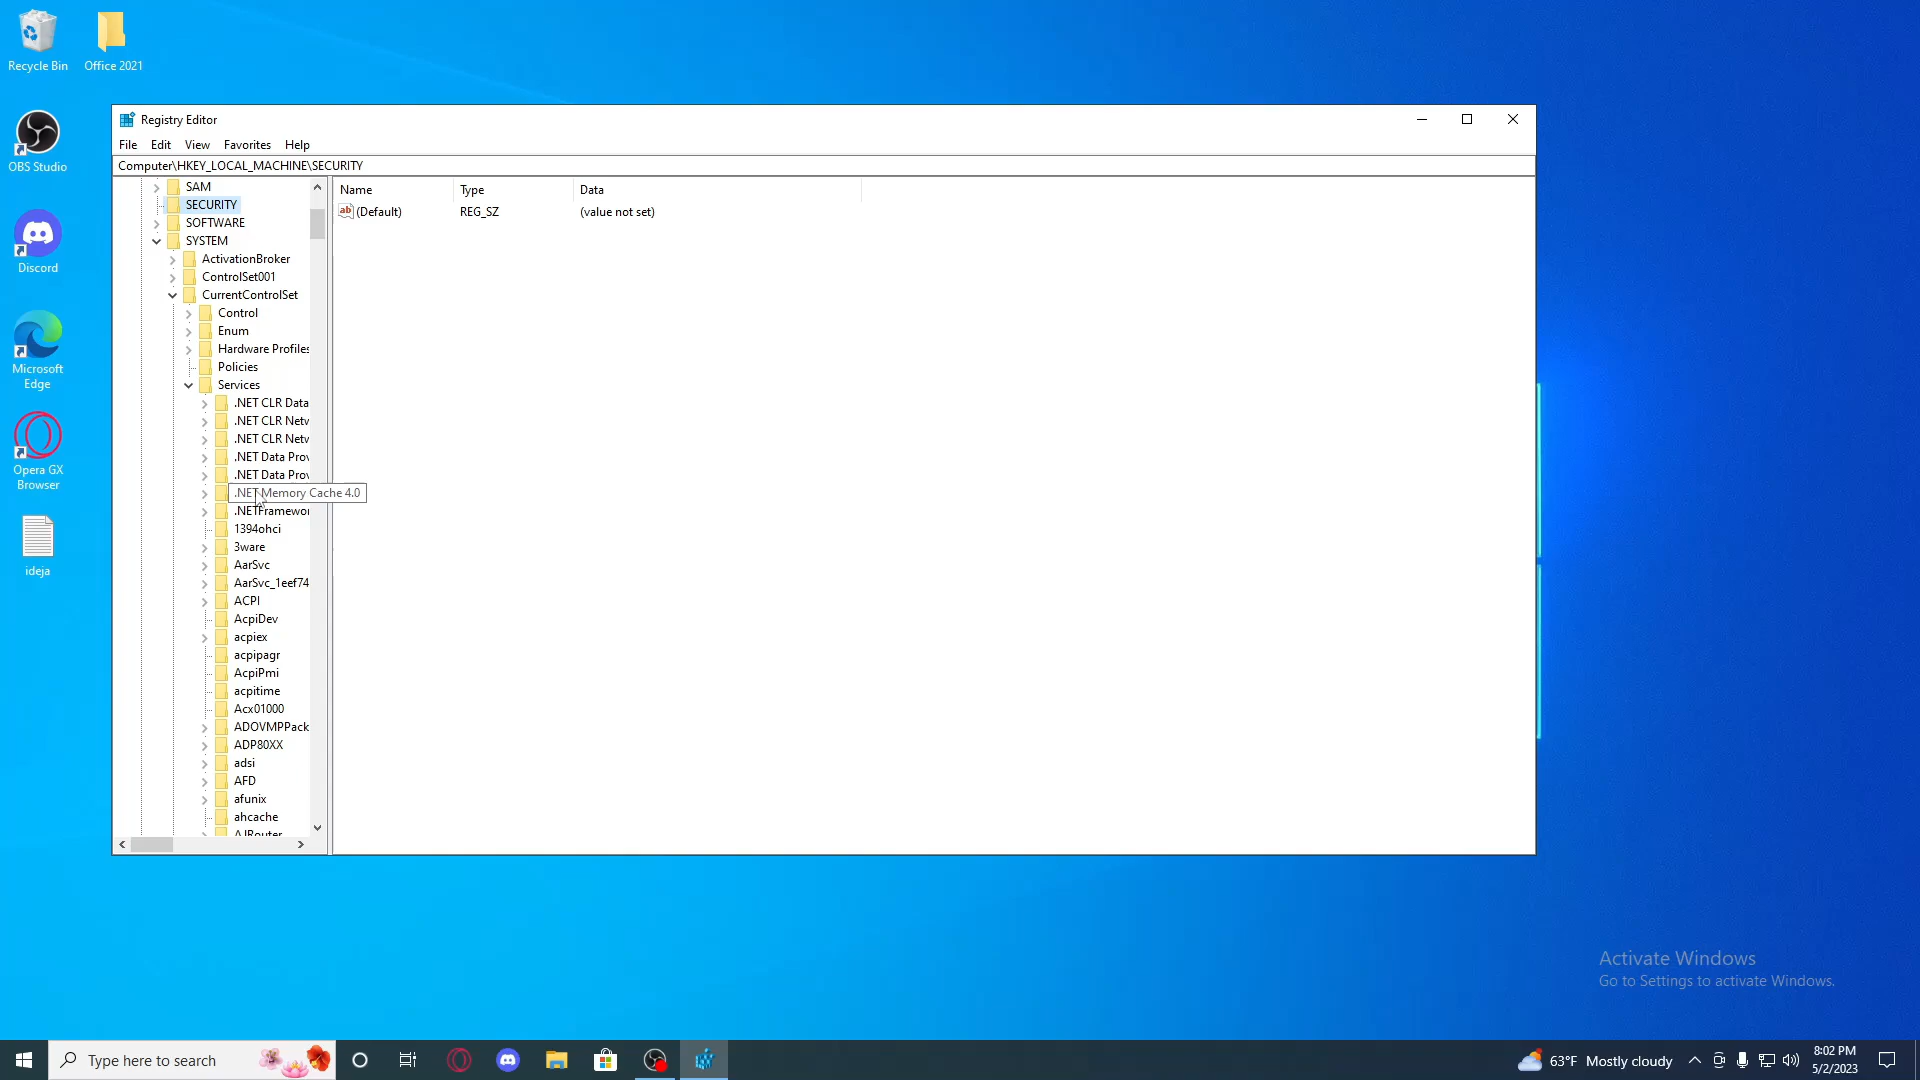 Recycle Bin
Office 2021
OBS Studio
Discord
Microsoft
Edge
Opera GX
Browser
ideja
Registry Editor
File Edit View Favorites Help
Computer\HKEY_LOCAL_MACHINE\SECURITY
SAM
SECURITY
SOFTWARE
SYSTEM
ActivationBroker
ControlSet001
CurrentControlSet
Control
Enum
Hardware Profiles
Policies
Services
.NET CLR Data
.NET CLR Netw
.NET CLR Netw
.NET Data Prov
.NET Data Prov
.NET Memory Cache 4.0
.NETFramewor
1394ohci
3ware
AarSvc
AarSvc_1eef74
ACPI
AcpiDev
acpiex
acpipagr
AcpiPmi
acpitime
Acx01000
ADOVMPPack
ADP80XX
adsi
AFD
afunix
ahcache
AJRouter
Name Type Data
ab (Default) REG_SZ (value not set)
Activate Windows
Go to Settings to activate Windows.
Type here to search
63°F Mostly cloudy
8:02 PM
5/2/2023